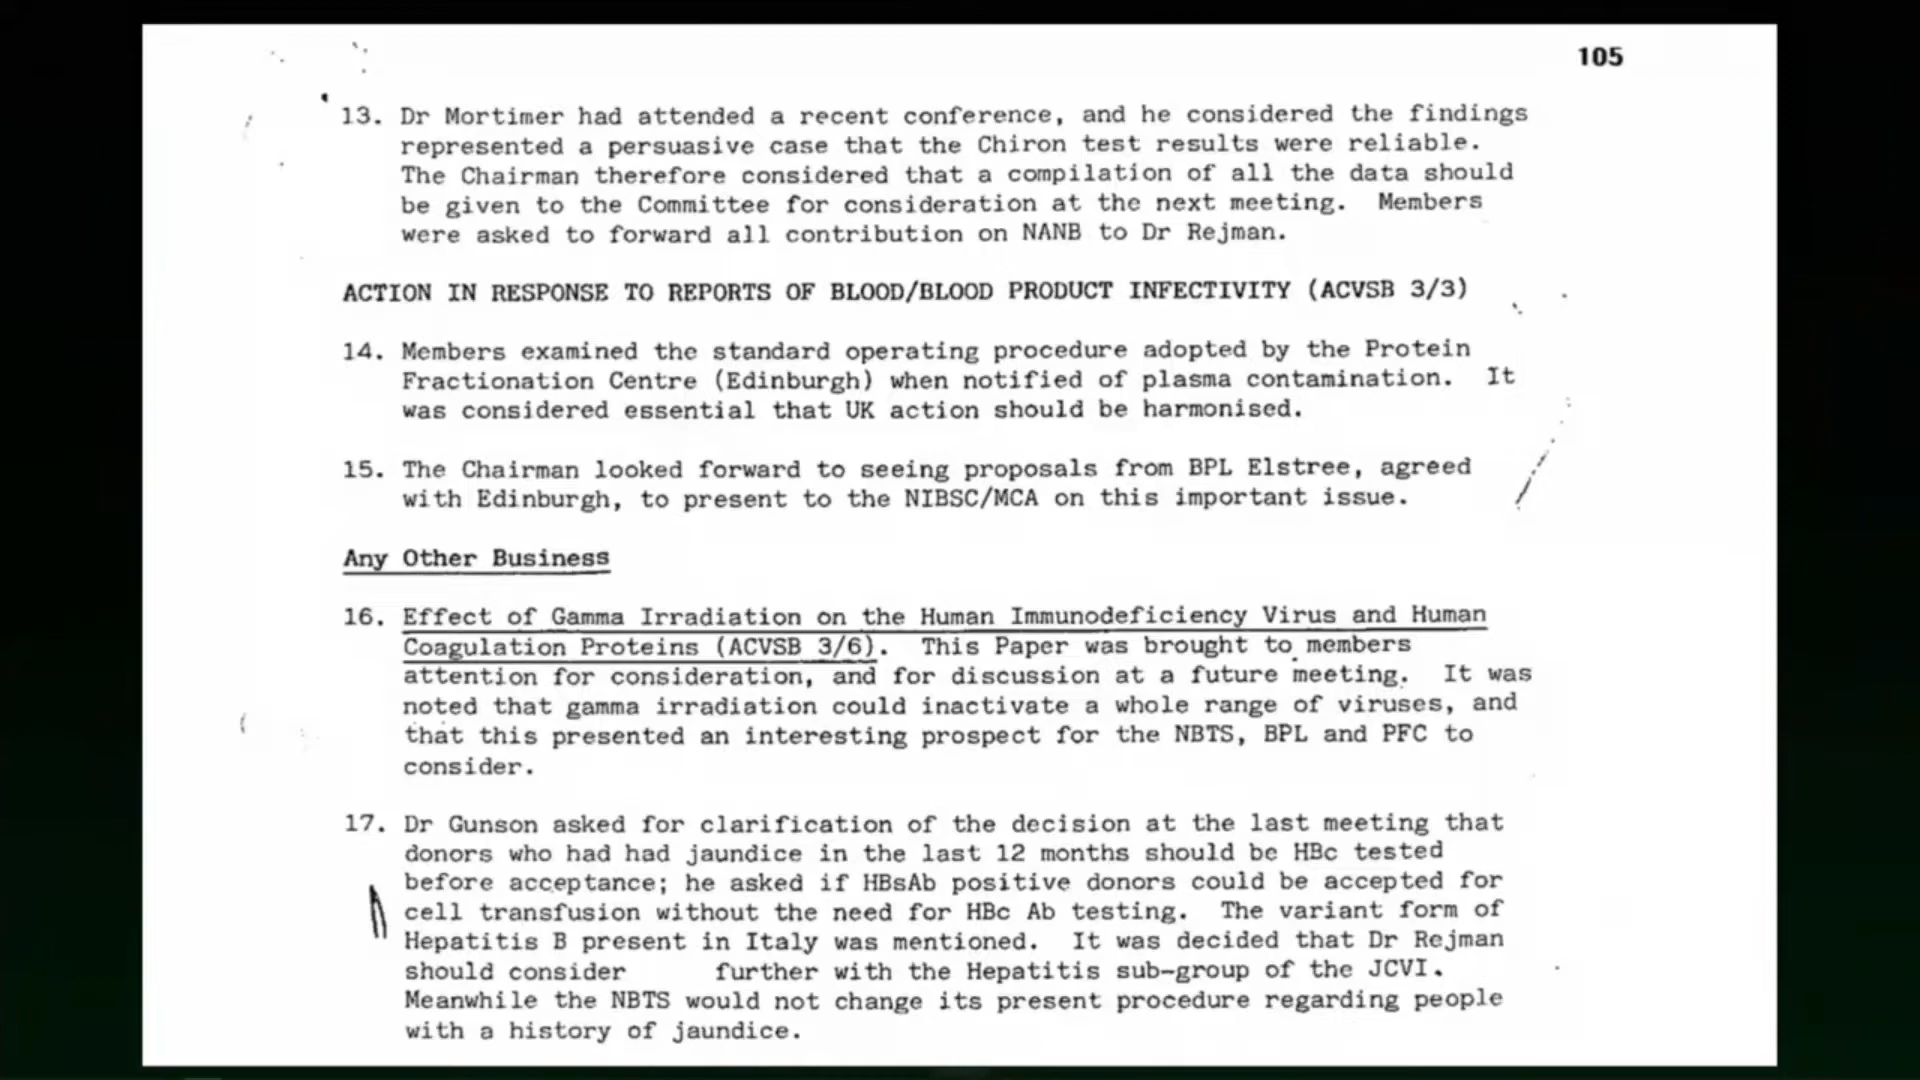 105
13. Dr Mortimer had attended a recent conference, and he considered the findings
represented a persuasive case that the Chiron test results were reliable.
The Chairman therefore considered that a compilation of all the data should
be given to the Committee for consideration at the next meeting. Members
were asked to forward all contribution on NANB to Dr Rejman.
ACTION IN RESPONSE TO REPORTS OF BLOOD/BLOOD PRODUCT INFECTIVITY (ACVSB 3/3)
14. Members examined the standard operating procedure adopted by the Protein
Fractionation Centre (Edinburgh) when notified of plasma contamination. It
was considered essential that UK action should be harmonised.
15. The Chairman looked forward to seeing proposals from BPL Elstree, agreed
with Edinburgh, to present to the NIBSC/MCA on this important issue.
Any Other Business
16. Effect of Gamma Irradiation on the Human Immunodeficiency Virus and Human
Coagulation Proteins (ACVSB 3/6). This Paper was brought to members
attention for consideration, and for discussion at a future meeting. It was
noted that gamma irradiation could inactivate a whole range of viruses, and
that this presented an interesting prospect for the NBTS, BPL and PFC to
consider.
17. Dr Gunson asked for clarification of the decision at the last meeting that
donors who had had jaundice in the last 12 months should be HBc tested
before acceptance; he asked if HBsAb positive donors could be accepted for
cell transfusion without the need for HBc Ab testing. The variant form of
Hepatitis B present in Italy was mentioned. It was decided that Dr Rejman
should consider further with the Hepatitis sub-group of the JCVI.
Meanwhile the NBTS would not change its present procedure regarding people
with a history of jaundice.